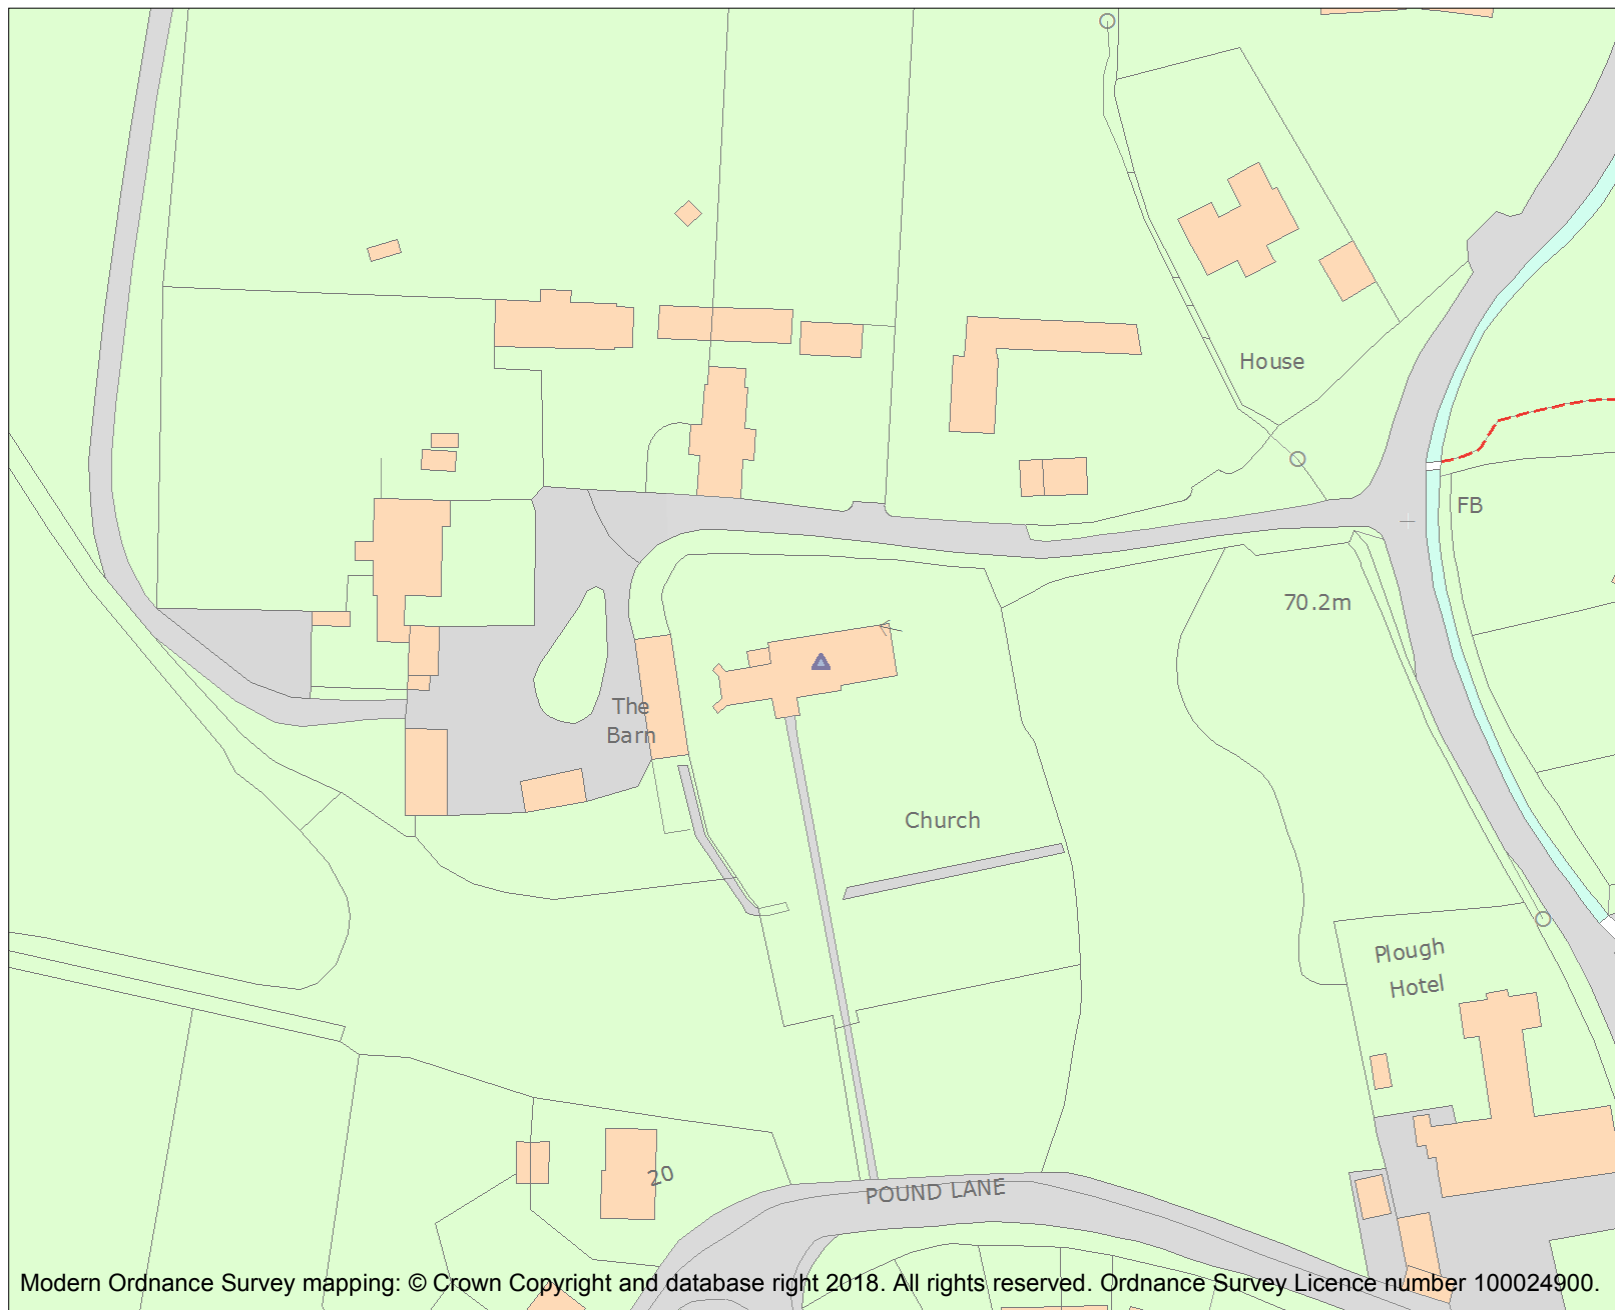 House
FB
70.2m
The
Barn
Church
Plough
Hotel
20
POUND LANE
Modern Ordnance Survey mapping: © Crown Copyright and database right 2018. All rights reserved. Ordnance Survey Licence number 100024900.